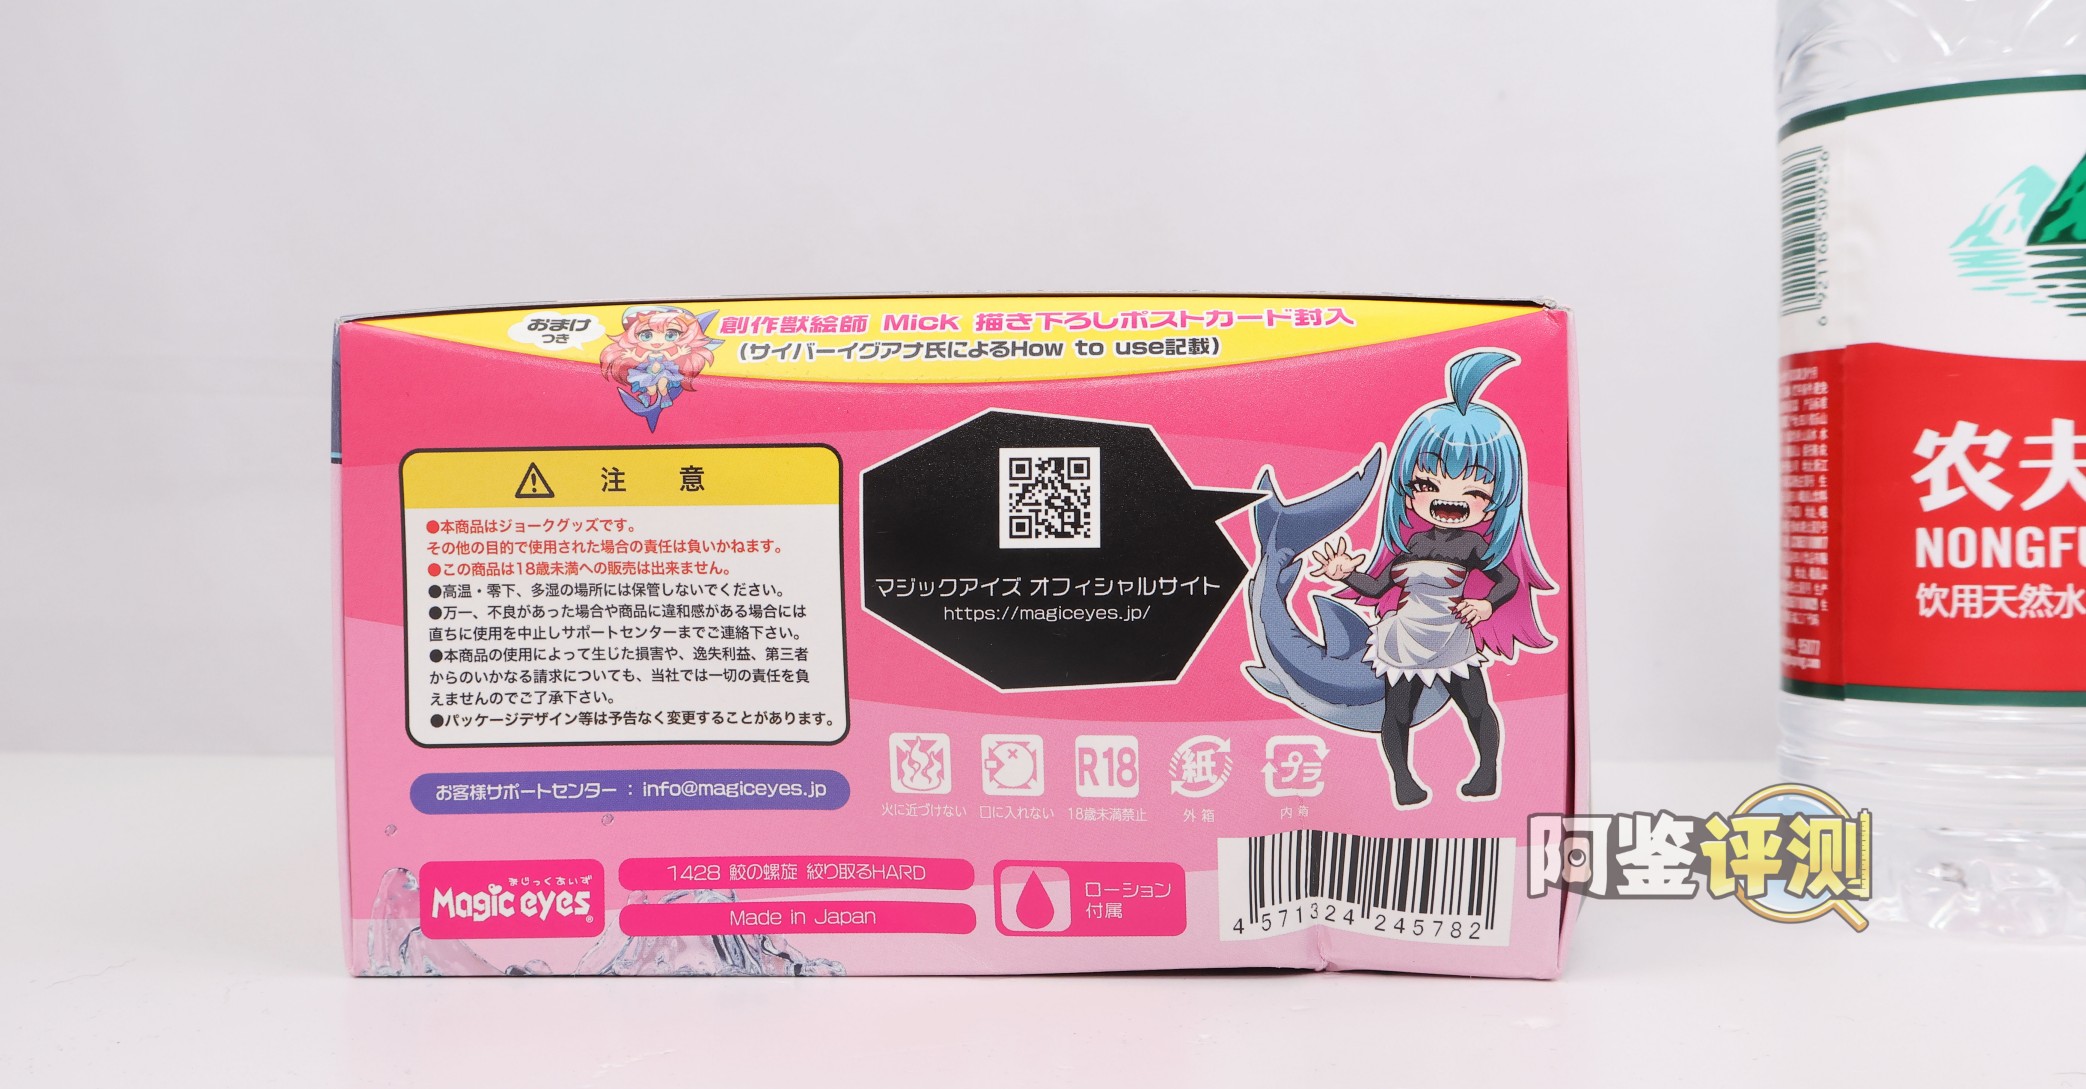 おまけ
つき
創作獣絵師 Mick 描き下ろしポストカード封入
(サイバーイグアナ氏によるHow to use記載)
注 意
●本商品はジョークグッズです。
その他の目的で使用された場合の責任は負いかねます。
●この商品は18歳未満への販売は出来ません。
●高温・零下、多湿の場所には保管しないでください。
●万一、不良があった場合や商品に違和感がある場合には
直ちに使用を中止しサポートセンターまでご連絡下さい。
●本商品の使用によって生じた損害や、逸失利益、第三者
からのいかなる請求についても、当社では一切の責任を負
えませんのでご了承下さい。
●パッケージデザイン等は予告なく変更することがあります。
お客様サポートセンター : info@magiceyes.jp
マジックアイズ オフィシャルサイト
https://magiceyes.jp/
R18
紙
プラ
火に近づけない
口に入れない
18歳未満禁止
外箱
内箱
まじっくあいず
Magic eyes®
1428 鮫の螺旋 絞り取るHARD
Made in Japan
ローション
付属
4 571324 245782
阿鉴评测
6 921168 509256
农夫
NONGFU
饮用天然水